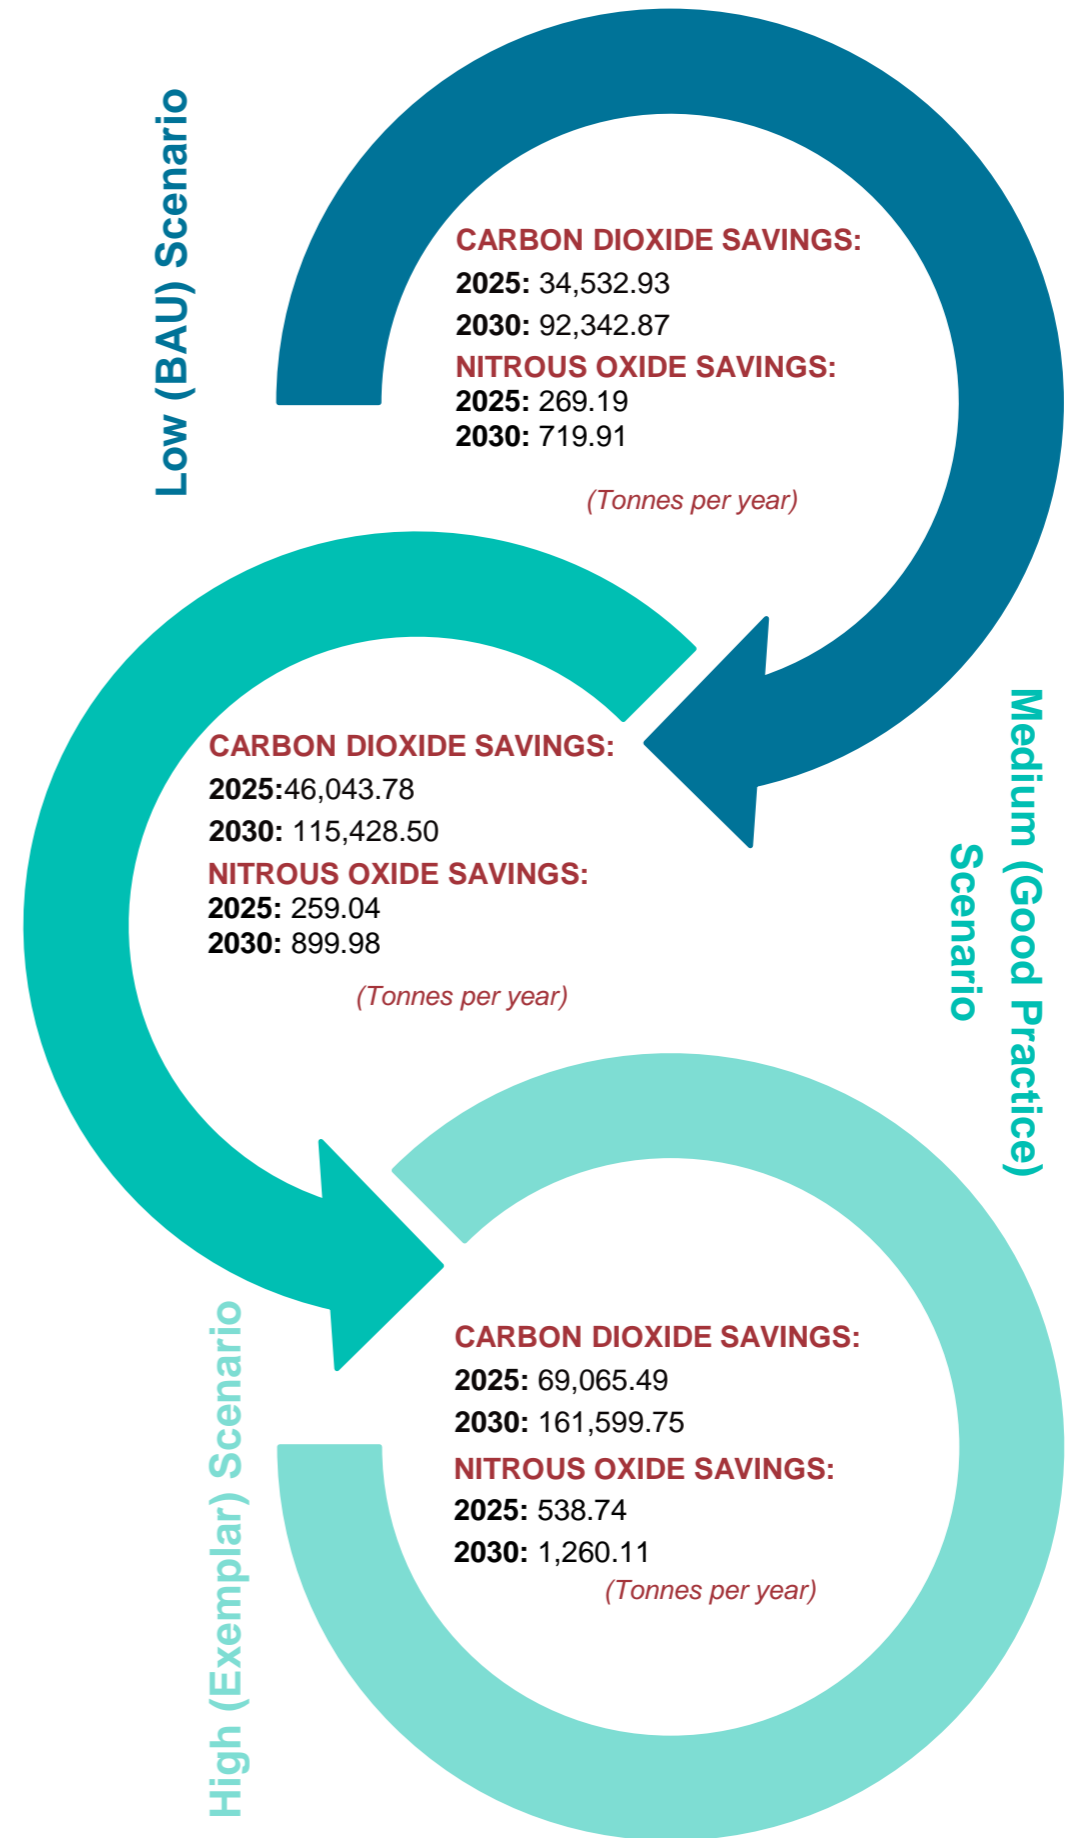 Low (BAU) Scenario
CARBON DIOXIDE SAVINGS:
2025: 34,532.93
2030: 92,342.87
NITROUS OXIDE SAVINGS:
2025: 269.19
2030: 719.91
(Tonnes per year)
Medium (Good Practice)
Scenario
CARBON DIOXIDE SAVINGS:
2025:46,043.78
2030: 115,428.50
NITROUS OXIDE SAVINGS:
2025: 259.04
2030: 899.98
(Tonnes per year)
High (Exemplar) Scenario
CARBON DIOXIDE SAVINGS:
2025: 69,065.49
2030: 161,599.75
NITROUS OXIDE SAVINGS:
2025: 538.74
2030: 1,260.11
(Tonnes per year)